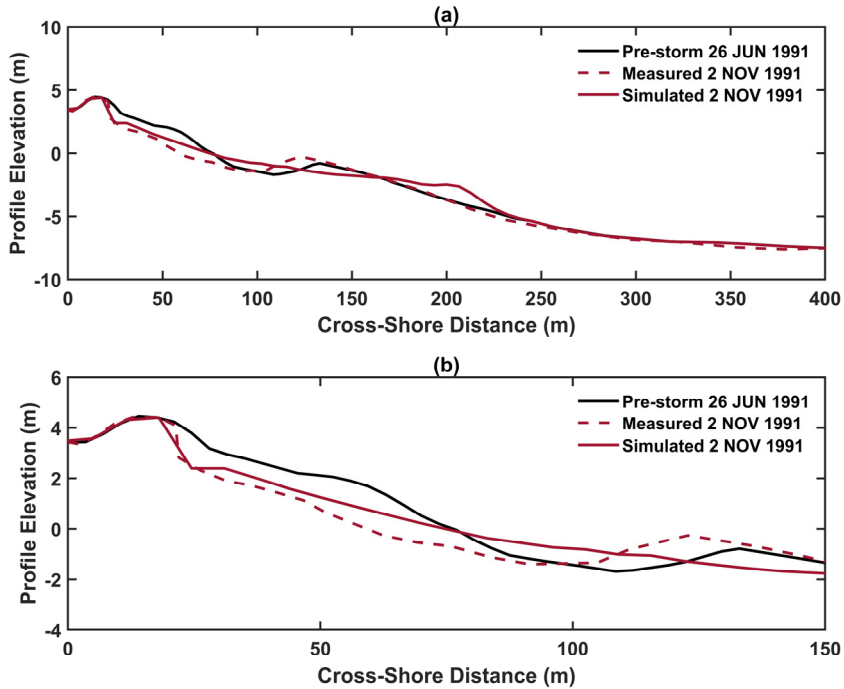 (a)
10
5
0
-5
-10
Profile Elevation (m)
Pre-storm 26 JUN 1991
Measured 2 NOV 1991
Simulated 2 NOV 1991
0 50 100 150 200 250 300 350 400
Cross-Shore Distance (m)
(b)
6
4
2
0
-2
-4
Profile Elevation (m)
Pre-storm 26 JUN 1991
Measured 2 NOV 1991
Simulated 2 NOV 1991
0 50 100 150
Cross-Shore Distance (m)